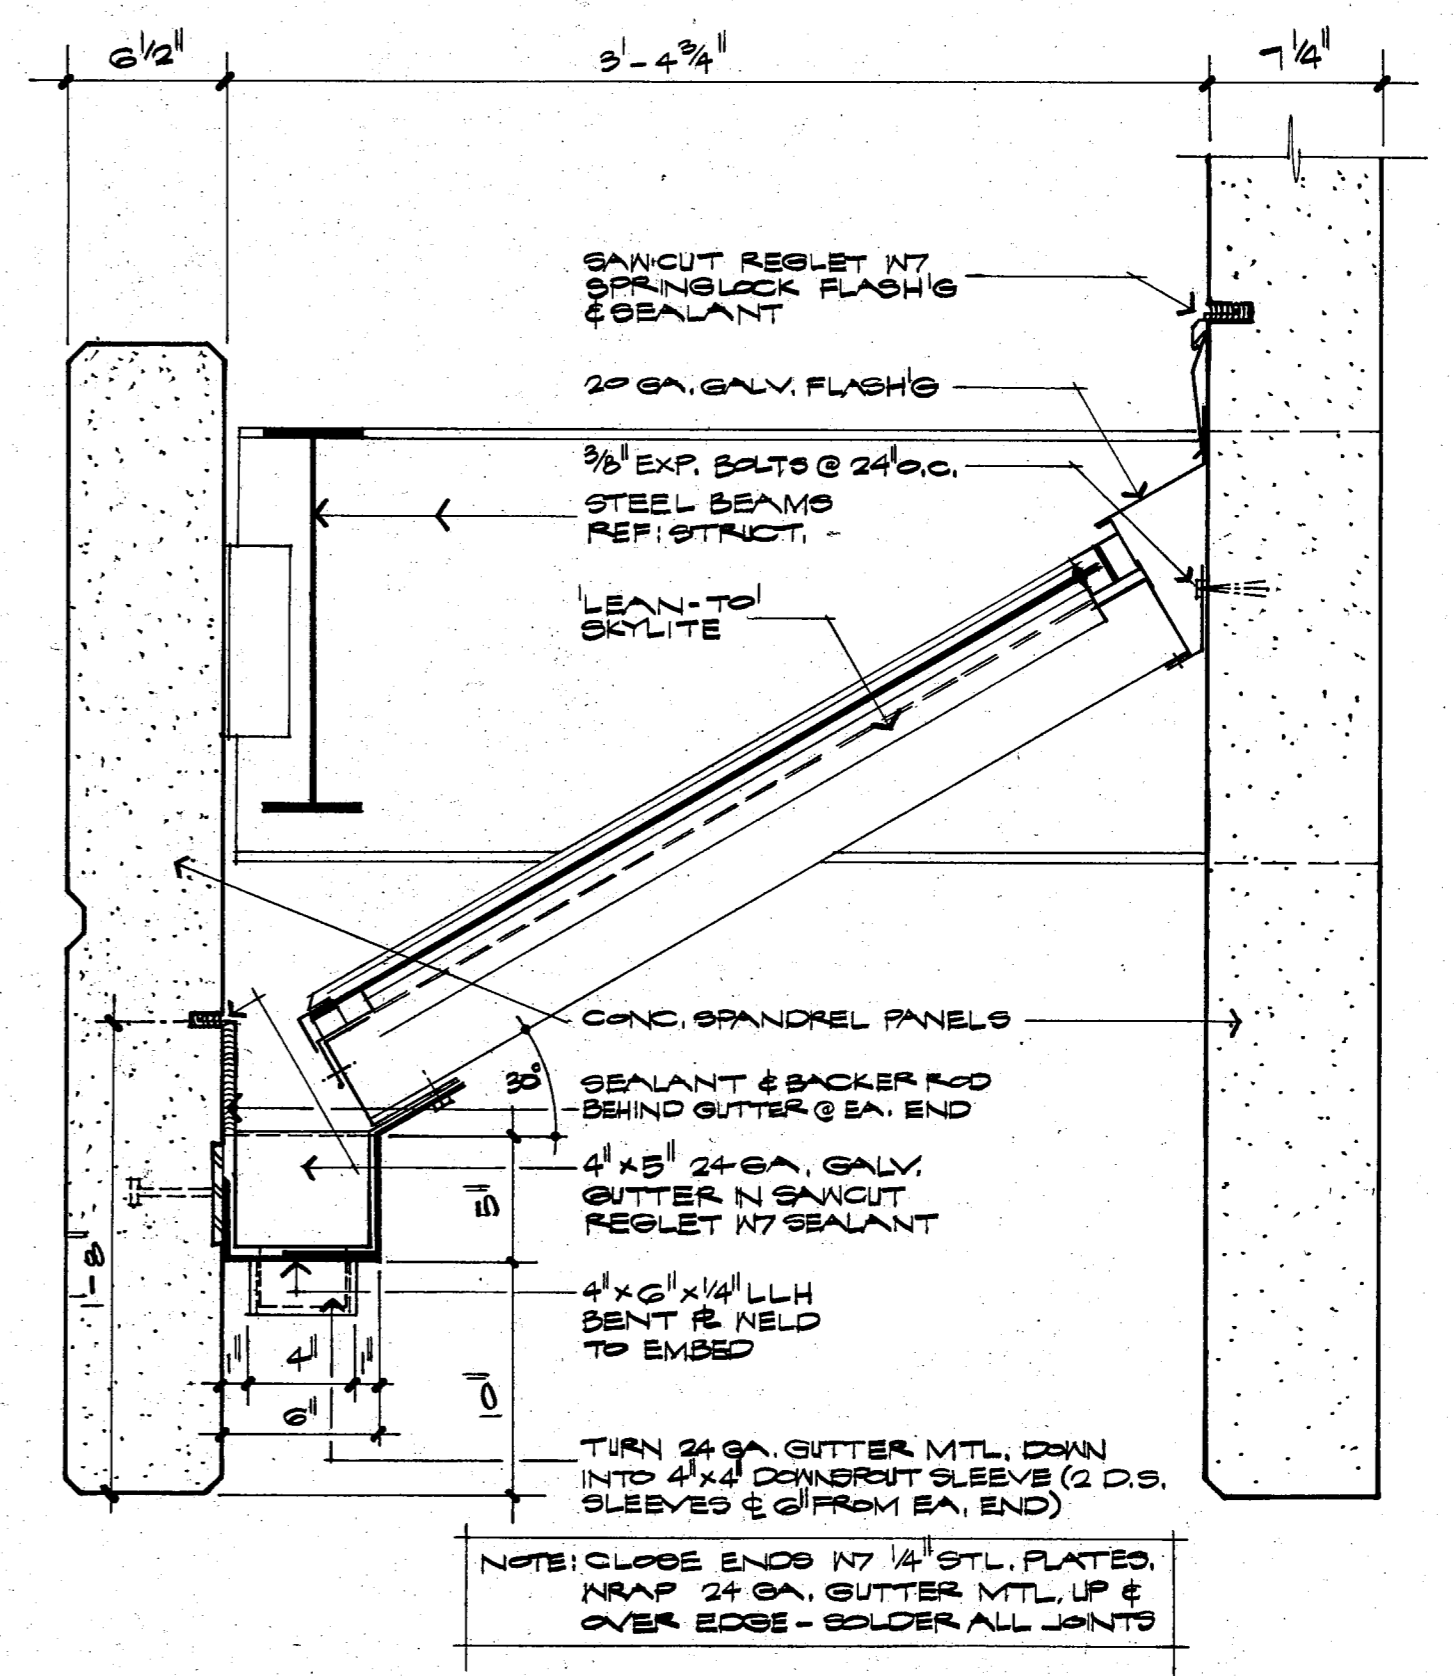 6 1/2"
3'-4 3/4"
7 1/4"
SAWCUT REGLET W/
SPRINGLOCK FLASH'G
& SEALANT
20 GA. GALV. FLASH'G
3/8" EXP. BOLTS @ 24" O.C.
STEEL BEAMS
REF: STRUCT.
'LEAN-TO'
SKYLITE
CONC. SPANDREL PANELS
30°
SEALANT & BACKER ROD
BEHIND GUTTER @ EA. END
4" x 5" 24 GA. GALV.
GUTTER IN SAWCUT
REGLET W/ SEALANT
5"
1'-8"
4" x 6" x 1/4" LLH
BENT PL WELD
TO EMBED
1"
4"
1"
6"
10"
TURN 24 GA. GUTTER MTL. DOWN
INTO 4" x 4" DOWNSPOUT SLEEVE (2 D.S.
SLEEVES ℄ 6" FROM EA. END)
NOTE: CLOSE ENDS W/ 1/4" STL. PLATES.
WRAP 24 GA. GUTTER MTL. UP &
OVER EDGE - SOLDER ALL JOINTS